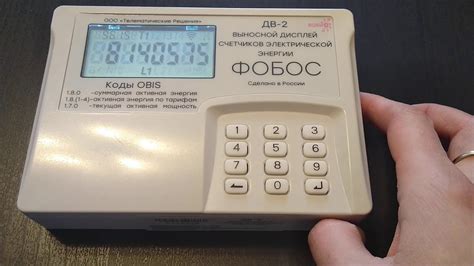 ООО «Телематические Решения»
ДВ-2
ВЫНОСНОЙ ДИСПЛЕЙ
СЧЕТЧИКОВ ЭЛЕКТРИЧЕСКОЙ
ЭНЕРГИИ
ФОБОС
Сделано в России
L1
Коды OBIS
1.8.0 -суммарная активная энергия
1.8.(1-4)-активная энергия по тарифам
1.7.0 -текущая активная мощность
1 2 3
4 5 6
7 8 9
0